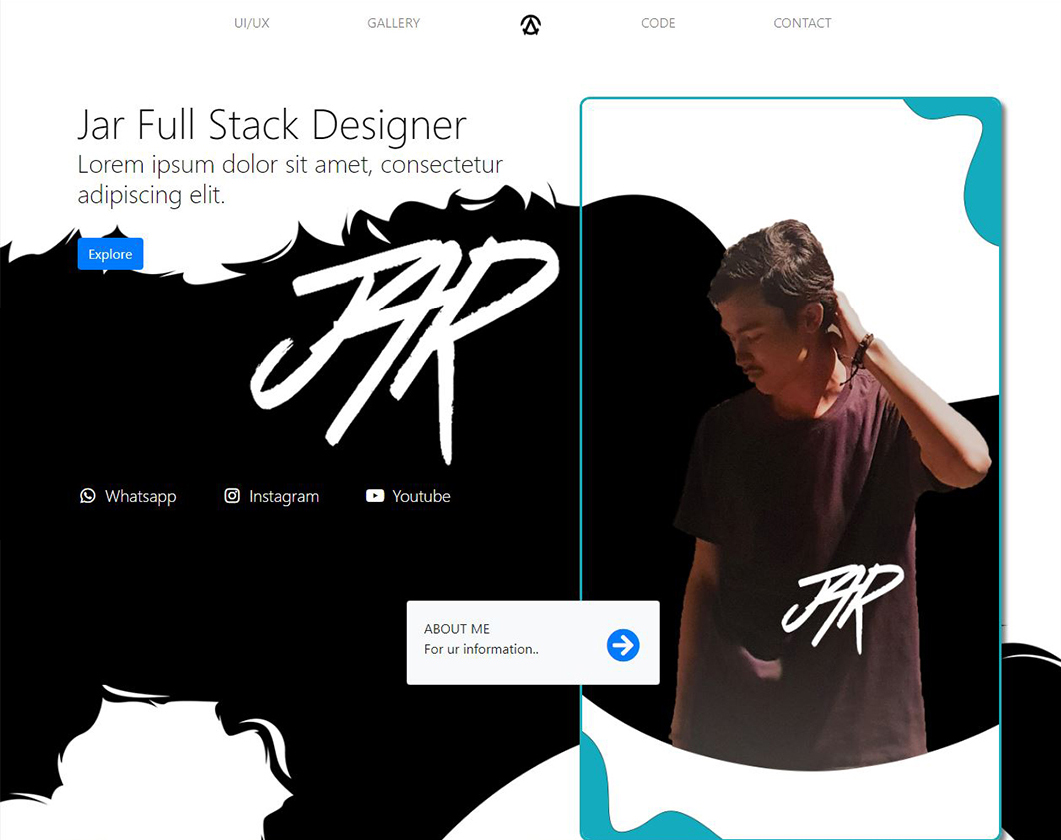 UI/UX
GALLERY
CODE
CONTACT
Jar Full Stack Designer
Lorem ipsum dolor sit amet, consectetur
adipiscing elit.
Explore
JAR
Whatsapp
Instagram
Youtube
JAR
ABOUT ME
For ur information..